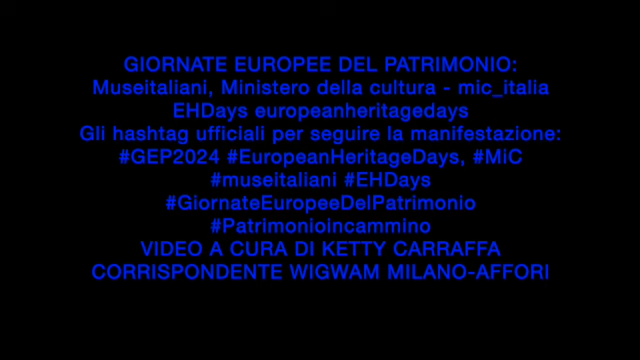 GIORNATE EUROPEE DEL PATRIMONIO:
Museitaliani, Ministero della cultura - mic_italia
EHDays europeanheritagedays
Gli hashtag ufficiali per seguire la manifestazione:
#GEP2024 #EuropeanHeritageDays, #MiC
#museitaliani #EHDays
#GiornateEuropeeDelPatrimonio
#Patrimonioincammino
VIDEO A CURA DI KETTY CARRAFFA
CORRISPONDENTE WIGWAM MILANO-AFFORI